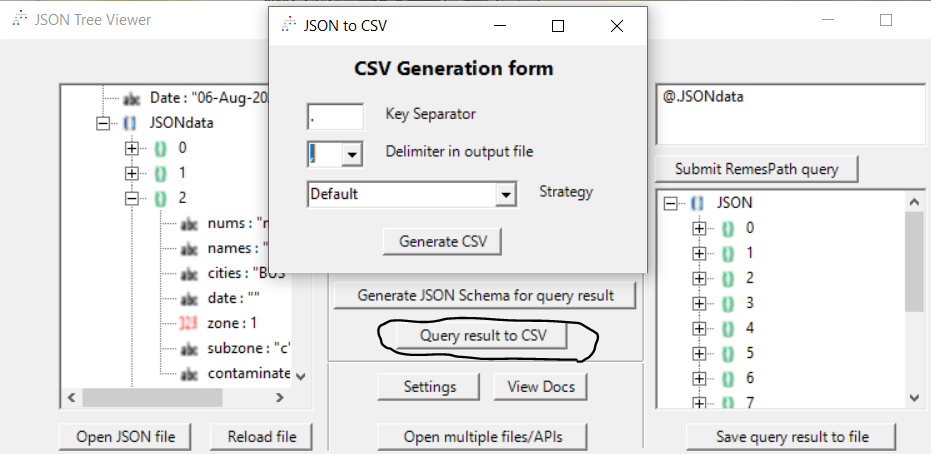 JSON Tree Viewer
JSON to CSV
CSV Generation form
. Key Separator
, Delimiter in output file
Default Strategy
Generate CSV
Date : "06-Aug-20
JSONdata
0
1
2
nums : "n
names : "
cities : "BUS
date : ""
zone : 1
subzone : "c"
contaminate
Open JSON file
Reload file
Generate JSON Schema for query result
Query result to CSV
Settings
View Docs
Open multiple files/APIs
@.JSONdata
Submit RemesPath query
JSON
0
1
2
3
4
5
6
7
Save query result to file